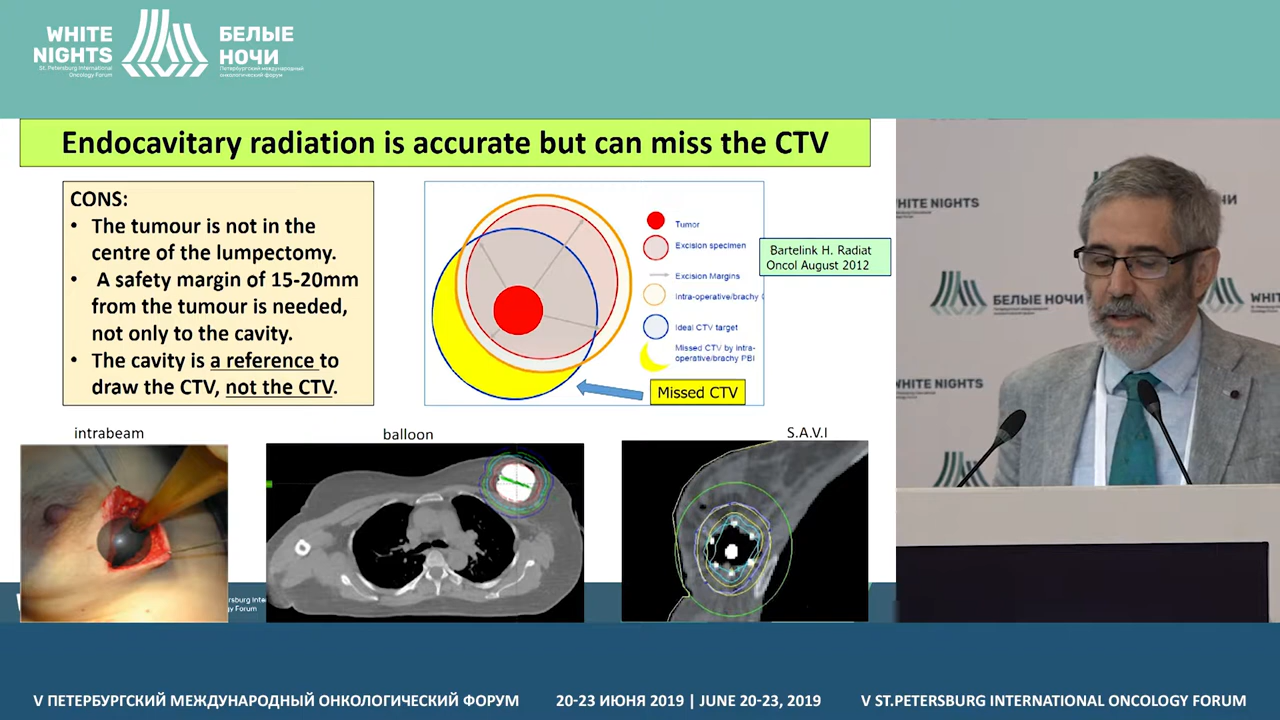 WHITE
NIGHTS
St. Petersburg International
Oncology Forum
БЕЛЫЕ
НОЧИ
Петербургский международный
онкологический форум
Endocavitary radiation is accurate but can miss the CTV
CONS:
• The tumour is not in the
centre of the lumpectomy.
• A safety margin of 15-20mm
from the tumour is needed,
not only to the cavity.
• The cavity is a reference to
draw the CTV, not the CTV.
Tumor
Excision specimen
Excision Margins
Intra-operative/brachy
Ideal CTV target
Missed CTV by intra-
operative/brachy PBI
Missed CTV
Bartelink H. Radiat
Oncol August 2012
intrabeam
balloon
S.A.V.I
WHITE NIGHTS
БЕЛЫЕ НОЧИ
WHITE NIGHTS
V ПЕТЕРБУРГСКИЙ МЕЖДУНАРОДНЫЙ ОНКОЛОГИЧЕСКИЙ ФОРУМ
20-23 ИЮНЯ 2019 | JUNE 20-23, 2019
V ST.PETERSBURG INTERNATIONAL ONCOLOGY FORUM